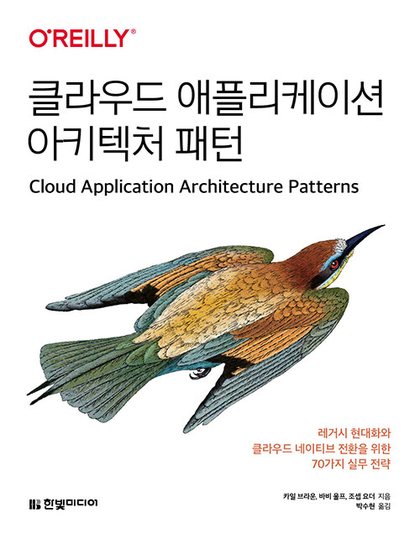 O'REILLY®
클라우드 애플리케이션
아키텍처 패턴
Cloud Application Architecture Patterns
레거시 현대화와
클라우드 네이티브 전환을 위한
70가지 실무 전략
카일 브라운, 바비 울프, 조셉 요더 지음
박수현 옮김
한빛미디어